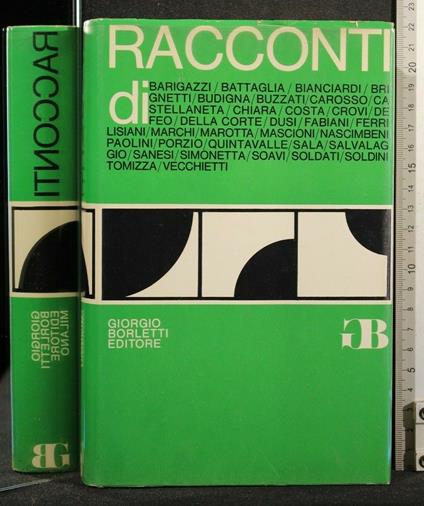 RACCONTI
di BARIGAZZI/BATTAGLIA/BIANCIARDI/BRI
GNETTI/BUDIGNA/BUZZATI/CAROSSO/CA
STELLANETA/CHIARA/COSTA/CROVI/DE
FEO/DELLA CORTE/DUSI/FABIANI/FERRI
LISIANI/MARCHI/MAROTTA/MASCIONI/NASCIMBENI
PAOLINI/PORZIO/QUINTAVALLE/SALA/SALVALAG
GIO/SANESI/SIMONETTA/SOAVI/SOLDATI/SOLDINI
TOMIZZA/VECCHIETTI
GIORGIO
BORLETTI
EDITORE
GB
RACCONTI
MILANO
EDITORE
BORLETTI
GIORGIO
GB